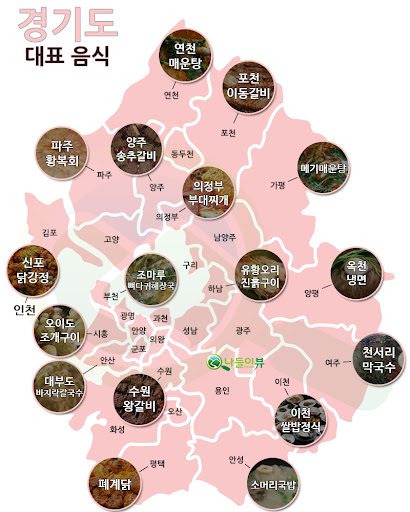 경기도
대표 음식
연천
매운탕
연천
포천
이동갈비
포천
파주
황복회
파주
양주
송추갈비
양주
동두천
의정부
부대찌개
의정부
메기매운탕
가평
김포
고양
남양주
신포
닭강정
인천
조마루
뼈다귀해장국
부천
구리
유황오리
진흙구이
하남
옥천
냉면
양평
오이도
조개구이
시흥
광명
과천
안양
의왕
군포
성남
광주
천서리
막국수
여주
대부도
바지락칼국수
안산
나들이뷰
수원
왕갈비
수원
용인
이천
이천
쌀밥정식
화성
오산
폐계닭
평택
안성
소머리국밥